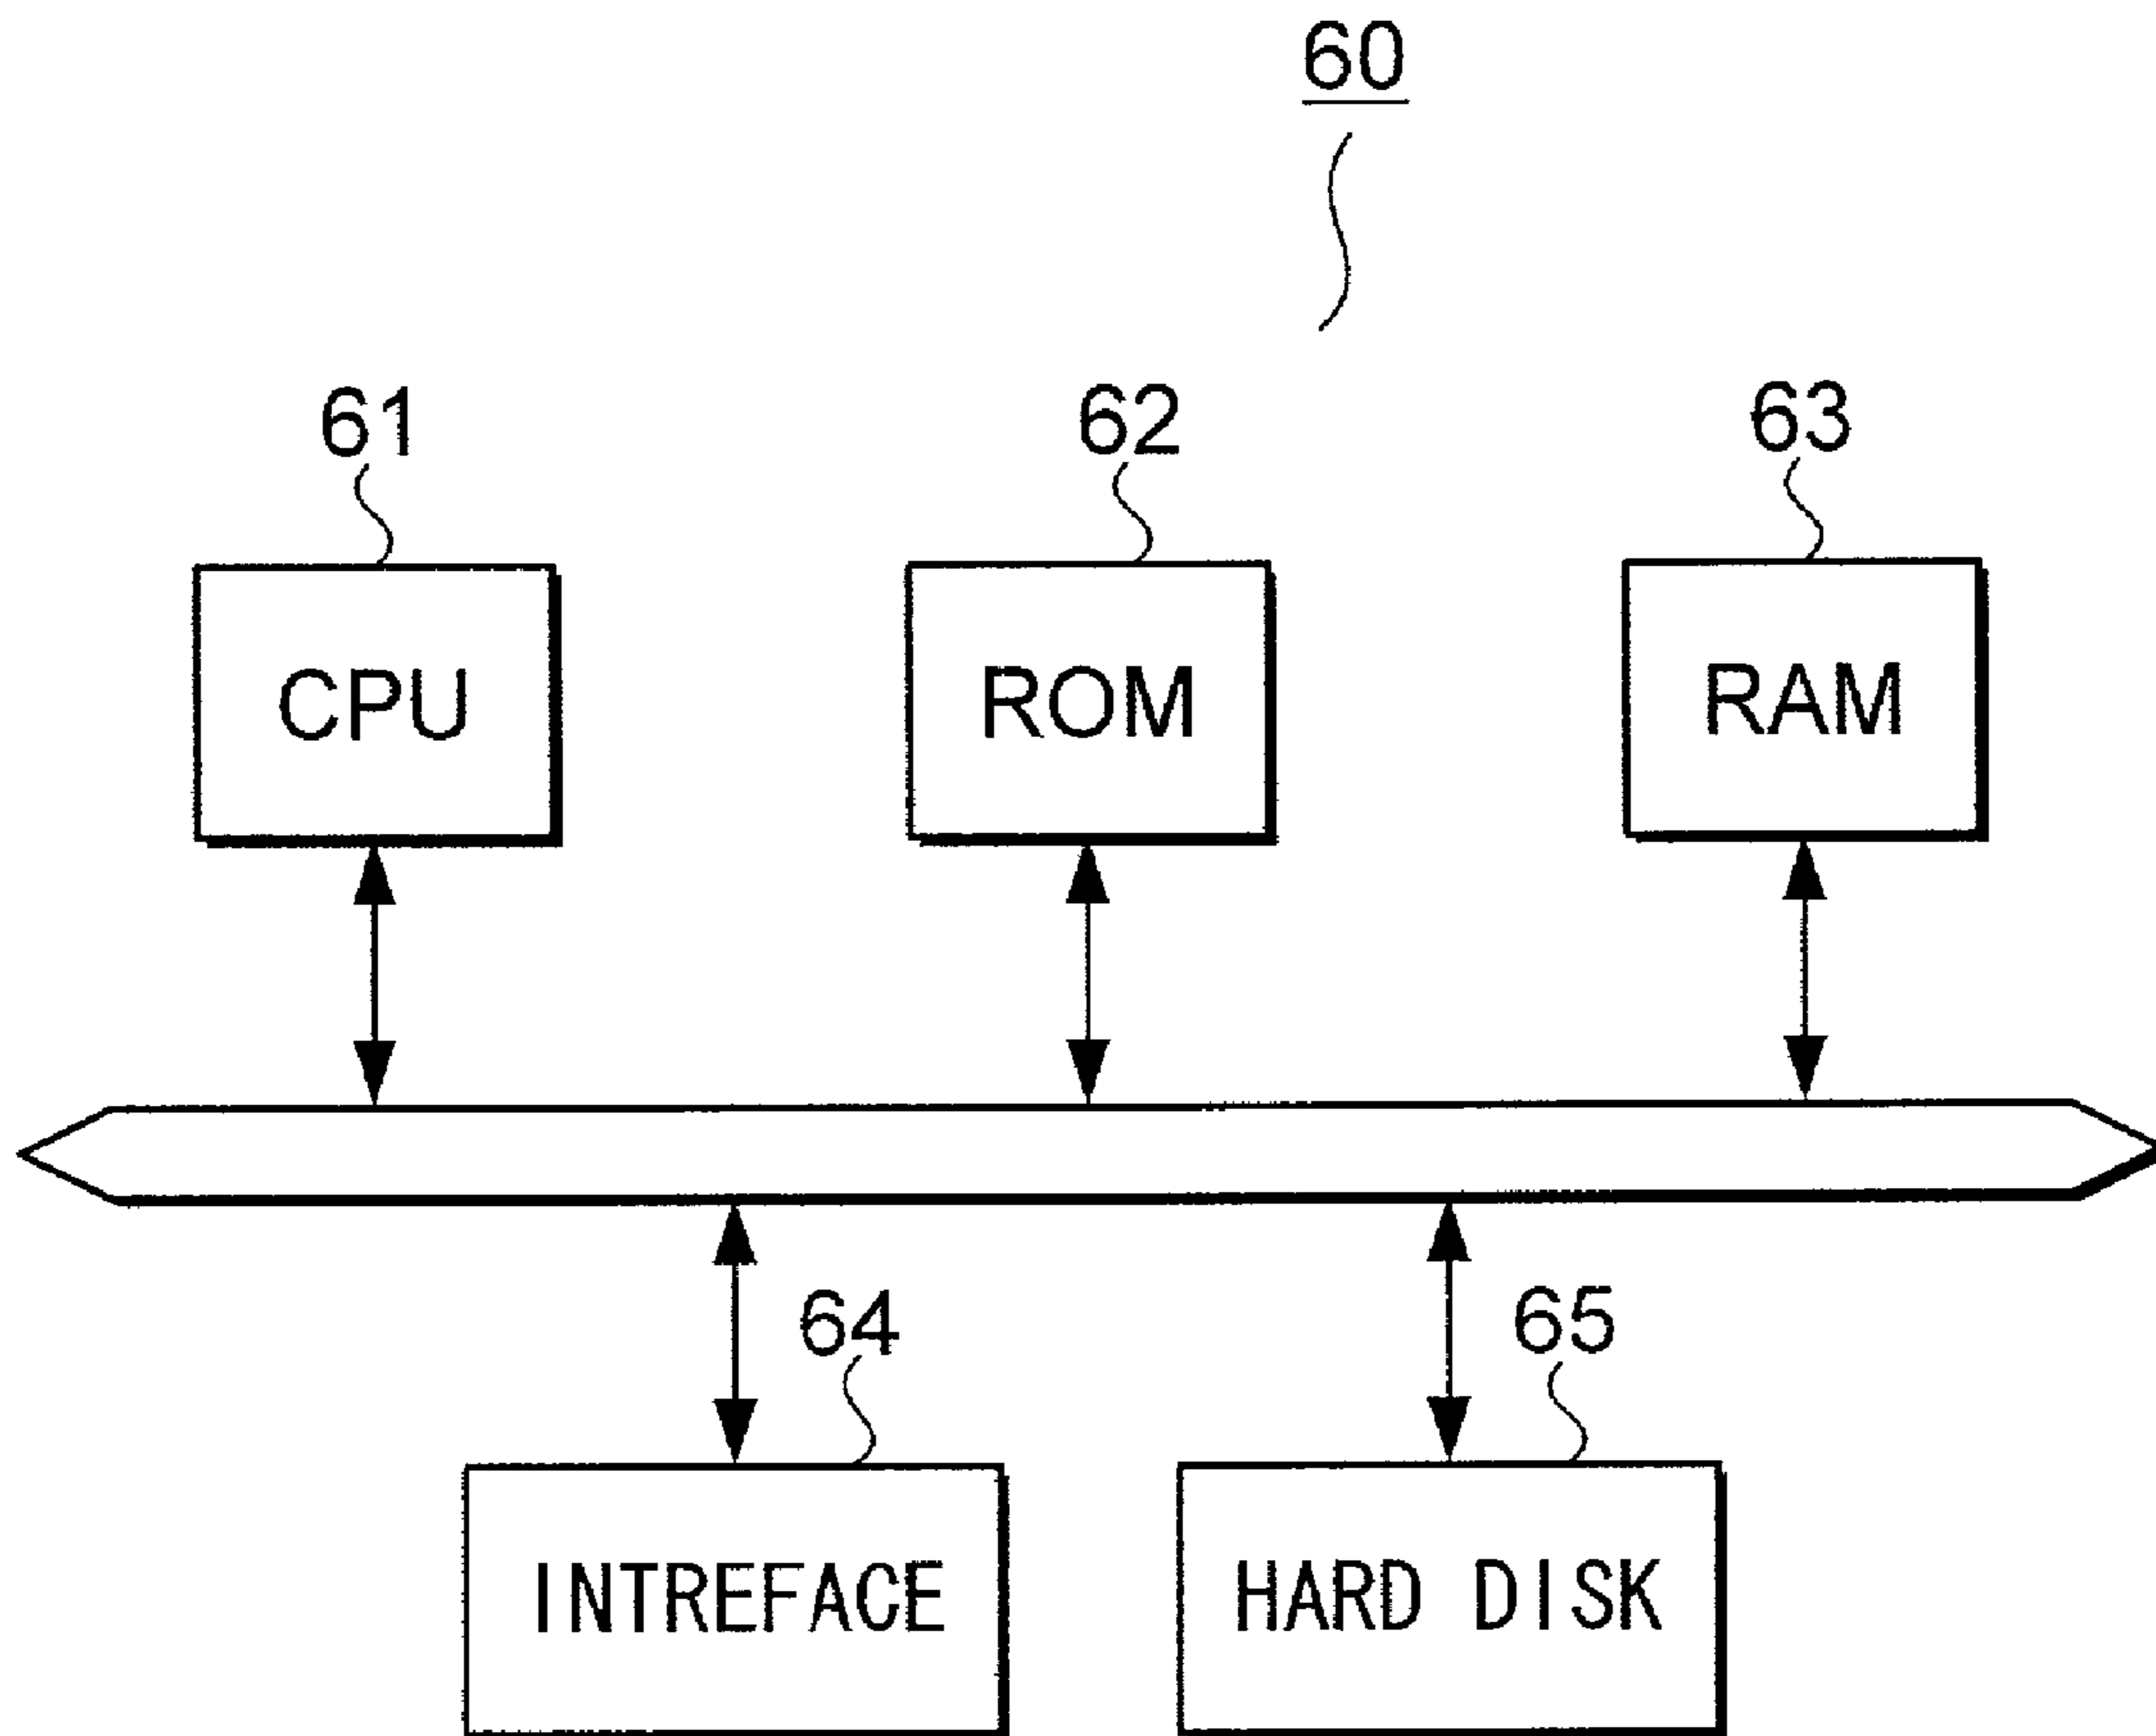 60
61 62 63
CPU ROM RAM
64 65
INTREFACE HARD DISK